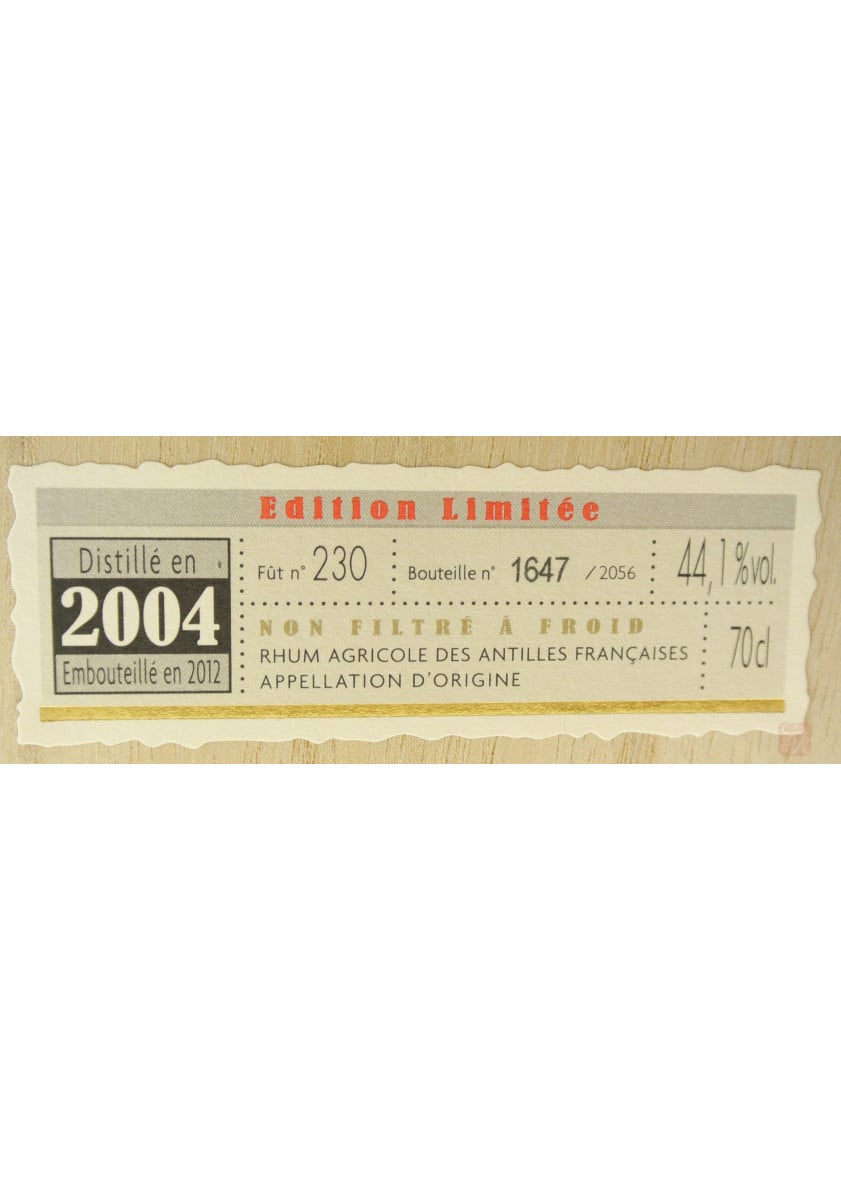 Edition Limitée
Distillé en
2004
Embouteillé en 2012
Fût n° 230
Bouteille n° 1647 / 2056
44,1 %vol.
NON FILTRÉ À FROID
RHUM AGRICOLE DES ANTILLES FRANÇAISES
APPELLATION D'ORIGINE
70cl